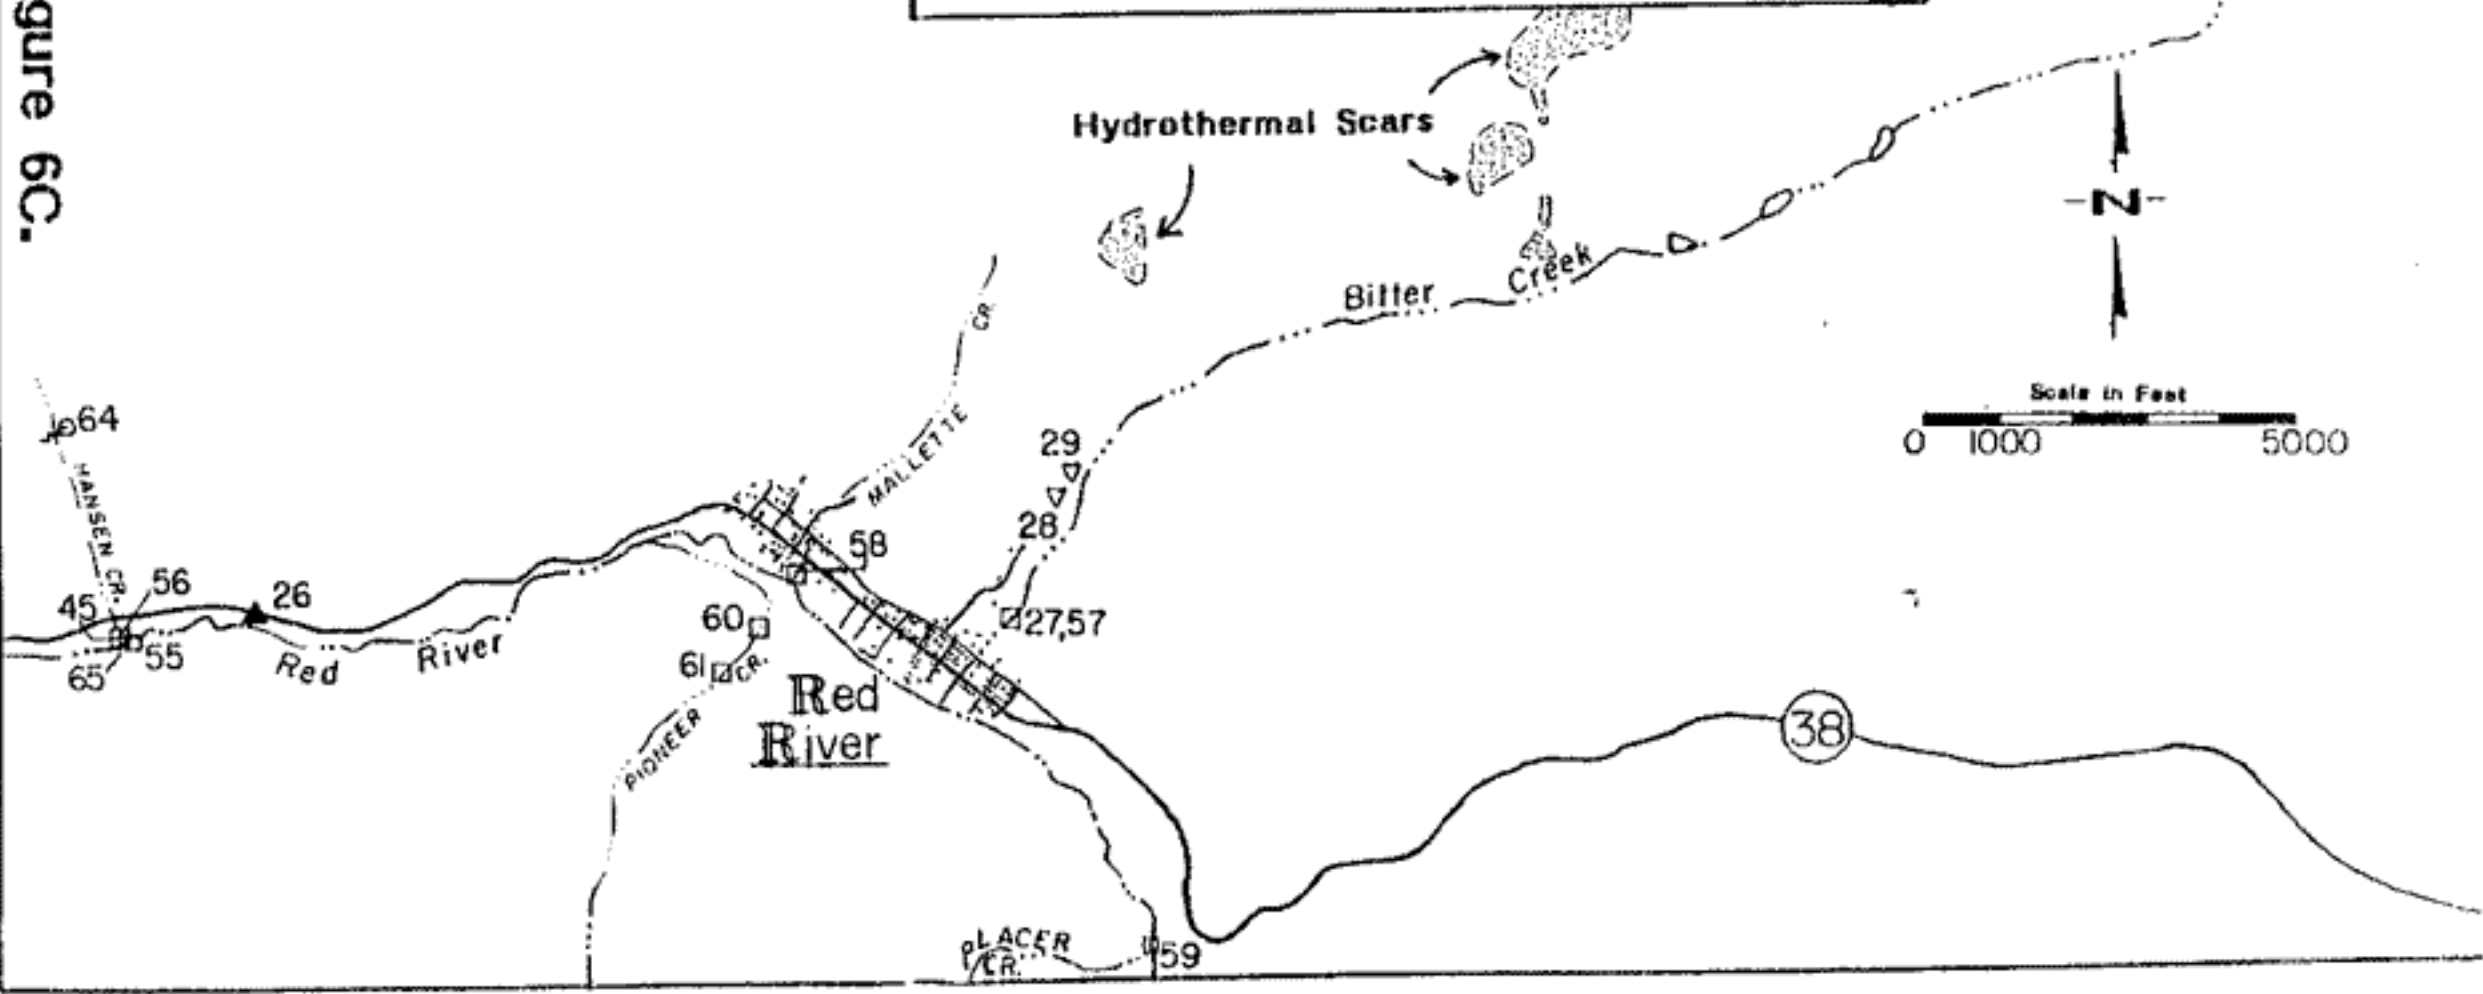 gure 6C.
Hydrothermal Scars
N
Scale in Feet
0 1000 5000
Bitter Creek
CR.
MALLETTE
29
28
27,57
58
64
HANSEN CR.
45
56
26
65
55
Red River
60
61
CR.
PIONEER
Red
River
38
PLACER
CR.
59